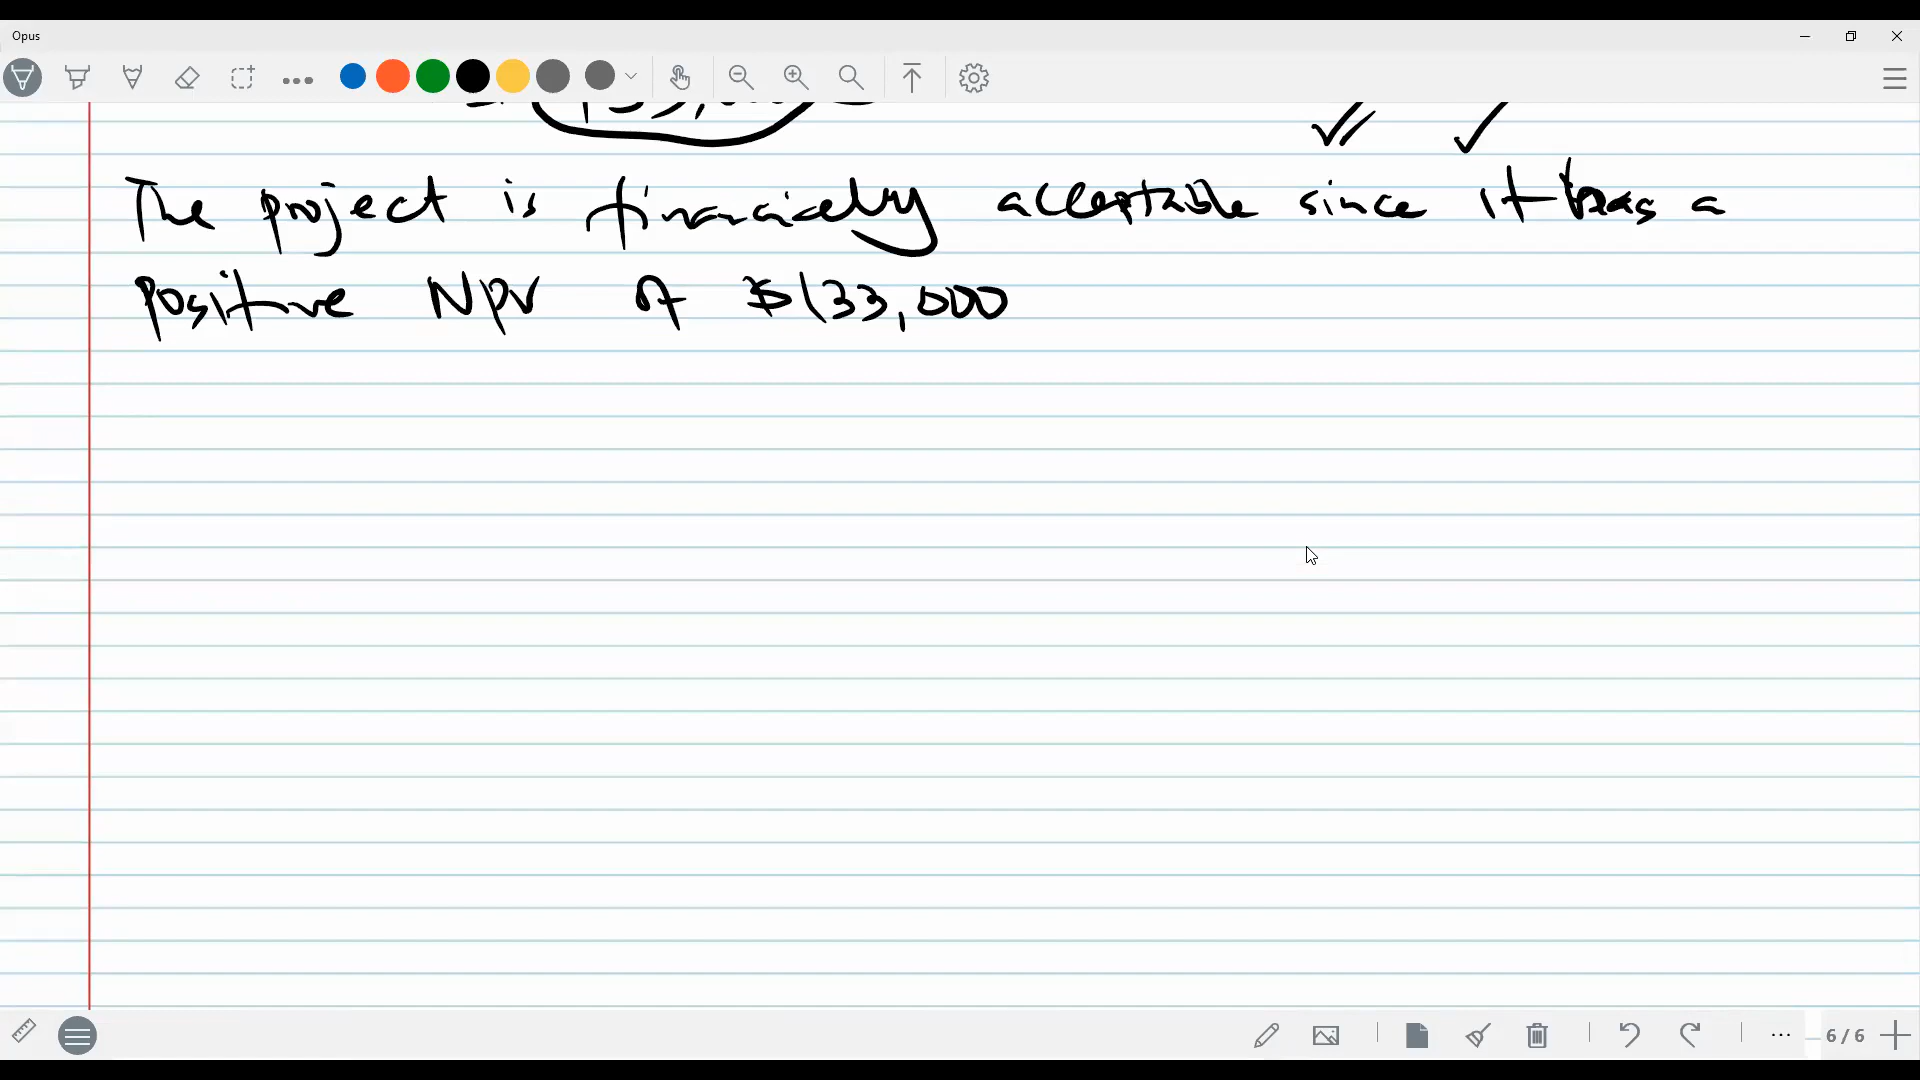 Opus
The project is financially acceptable since it has a
positive NPV of $133,000
6 / 6